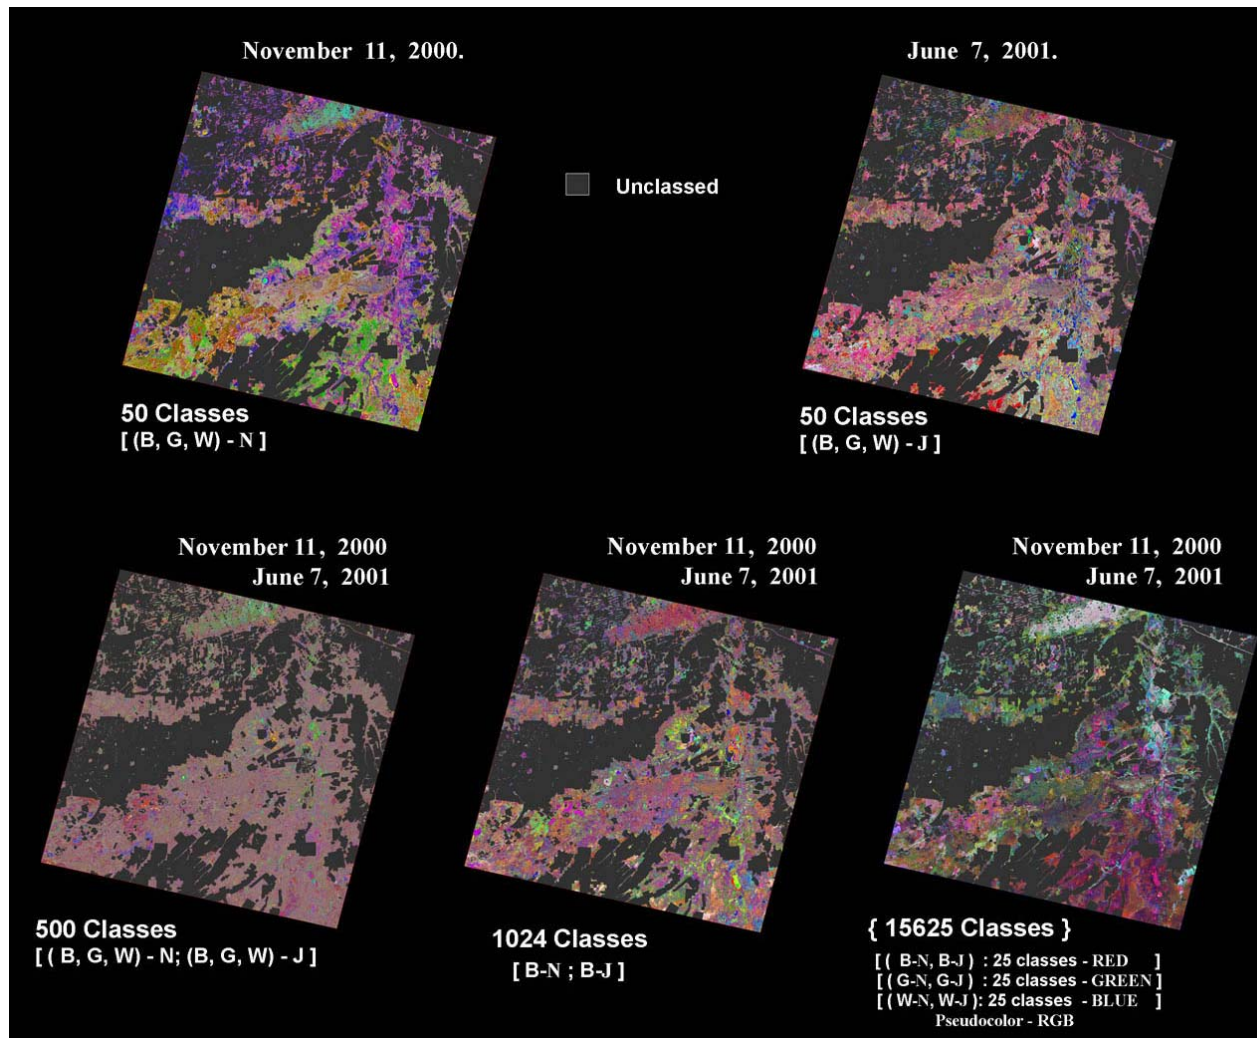 November 11, 2000.
June 7, 2001.
Unclassed
50 Classes
[ (B, G, W) - N ]
50 Classes
[ (B, G, W) - J ]
November 11, 2000
June 7, 2001
November 11, 2000
June 7, 2001
November 11, 2000
June 7, 2001
500 Classes
[ ( B, G, W) - N; (B, G, W) - J ]
1024 Classes
[ B-N ; B-J ]
{ 15625 Classes }
[ ( B-N, B-J ) : 25 classes - RED ]
[ (G-N, G-J ) : 25 classes - GREEN ]
[ ( W-N, W-J ): 25 classes - BLUE ]
Pseudocolor - RGB